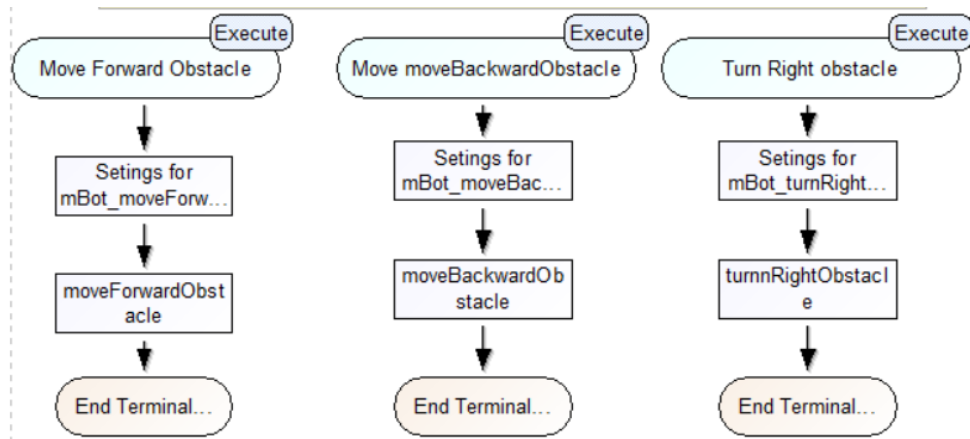 Execute
Move Forward Obstacle
Setings for
mBot_moveForw...
moveForwardObst
acle
End Terminal...
Execute
Move moveBackwardObstacle
Setings for
mBot_moveBac...
moveBackwardOb
stacle
End Terminal...
Execute
Turn Right obstacle
Setings for
mBot_turnRight...
turnnRightObstacl
e
End Terminal...